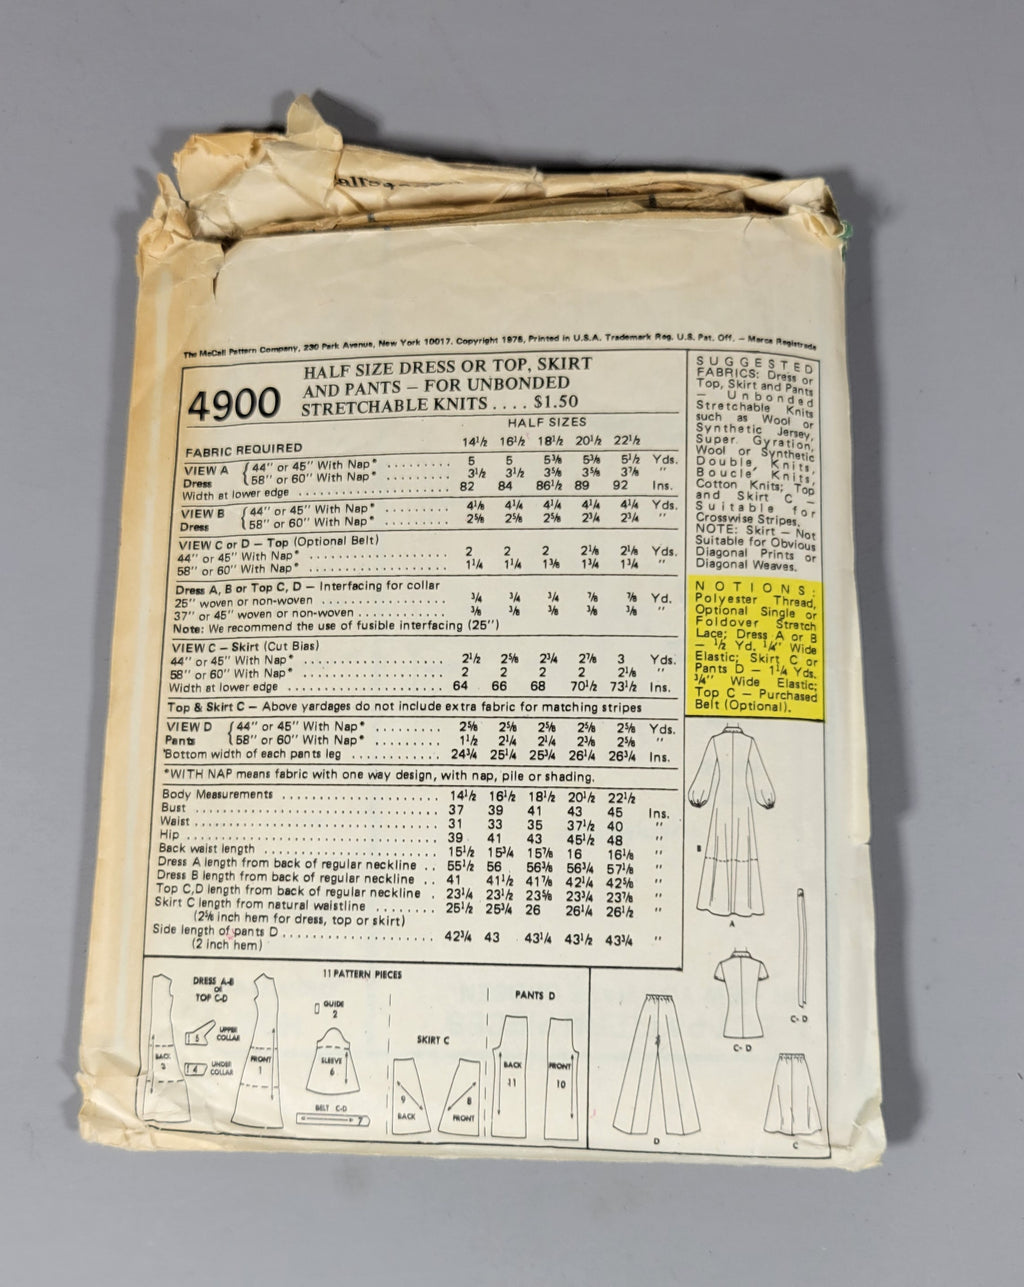 The McCall Pattern Company, 230 Park Avenue, New York 10017. Copyright 1976, Printed in U.S.A. Trademark Reg. U.S. Pat. Off. – Marca Registrada
4900
HALF SIZE DRESS OR TOP, SKIRT
AND PANTS – FOR UNBONDED
STRETCHABLE KNITS . . . . $1.50
HALF SIZES
FABRIC REQUIRED 14½ 16½ 18½ 20½ 22½
VIEW A { 44" or 45" With Nap* . . . . . . . . . 5 5 5⅜ 5⅜ 5½ Yds.
Dress { 58" or 60" With Nap* . . . . . . . . . 3½ 3½ 3⅝ 3⅝ 3⅞ "
Width at lower edge . . . . . . . . . . . . . . . . . 82 84 86½ 89 92 Ins.
VIEW B { 44" or 45" With Nap* . . . . . . . . . 4⅛ 4¼ 4¼ 4¼ 4¼ Yds.
Dress { 58" or 60" With Nap* . . . . . . . . . 2⅝ 2⅝ 2⅝ 2¾ 2¾ "
VIEW C or D – Top (Optional Belt)
44" or 45" With Nap* . . . . . . . . . . . . . . . . 2 2 2 2⅛ 2⅛ Yds.
58" or 60" With Nap* . . . . . . . . . . . . . . . . 1¼ 1¼ 1⅜ 1¾ 1¾ "
Dress A, B or Top C, D – Interfacing for collar
25" woven or non-woven . . . . . . . . . . . . . . ¾ ¾ ¾ ⅞ ⅞ Yd.
37" or 45" woven or non-woven . . . . . . . . . ⅜ ⅜ ⅜ ⅜ ⅜ "
Note: We recommend the use of fusible interfacing (25")
VIEW C – Skirt (Cut Bias)
44" or 45" With Nap* . . . . . . . . . . . . . . . . 2½ 2⅝ 2¾ 2⅞ 3 Yds.
58" or 60" With Nap* . . . . . . . . . . . . . . . . 2 2 2 2 2⅛ "
Width at lower edge . . . . . . . . . . . . . . . . . 64 66 68 70½ 73½ Ins.
Top & Skirt C – Above yardages do not include extra fabric for matching stripes
VIEW D { 44" or 45" With Nap* . . . . . . . . . 2⅝ 2⅝ 2⅝ 2⅝ 2⅝ Yds.
Pants { 58" or 60" With Nap* . . . . . . . . . 1½ 2¼ 2¼ 2⅜ 2⅝ "
Bottom width of each pants leg . . . . . . . . . . . . 24¾ 25¼ 25¾ 26¼ 26¾ Ins.
*WITH NAP means fabric with one way design, with nap, pile or shading.
Body Measurements . . . . . . . . . . . . . . . . . . . 14½ 16½ 18½ 20½ 22½
Bust . . . . . . . . . . . . . . . . . . . . . . . . . . . . . 37 39 41 43 45 Ins.
Waist . . . . . . . . . . . . . . . . . . . . . . . . . . . . 31 33 35 37½ 40 "
Hip . . . . . . . . . . . . . . . . . . . . . . . . . . . . . . 39 41 43 45½ 48 "
Back waist length . . . . . . . . . . . . . . . . . . . . 15½ 15¾ 15⅞ 16 16⅛ "
Dress A length from back of regular neckline . . 55½ 56 56⅜ 56¾ 57⅛ "
Dress B length from back of regular neckline . . 41 41½ 41⅞ 42¼ 42⅝ "
Top C,D length from back of regular neckline . 23¼ 23½ 23⅝ 23¾ 23⅞ "
Skirt C length from natural waistline . . . . . . . . 25½ 25¾ 26 26¼ 26½ "
(2⅝ inch hem for dress, top or skirt)
Side length of pants D . . . . . . . . . . . . . . . . . . 42¾ 43 43¼ 43½ 43¾ "
(2 inch hem)
SUGGESTED
FABRICS: Dress or
Top, Skirt and Pants
– Unbonded
Stretchable Knits
such as Wool or
Synthetic Jersey,
Super. Gyration,
Wool or Synthetic
Double Knits,
Boucle' Knits,
Cotton Knits; Top
and Skirt C –
Suitable for
Crosswise Stripes.
NOTE: Skirt – Not
Suitable for Obvious
Diagonal Prints or
Diagonal Weaves.
NOTIONS:
Polyester Thread,
Optional Single or
Foldover Stretch
Lace; Dress A or B
– ½ Yd. ¼" Wide
Elastic; Skirt C or
Pants D – 1¼ Yds.
¾" Wide Elastic;
Top C – Purchased
Belt (Optional).
B
A
C-D
C-D
D
C
11 PATTERN PIECES
DRESS A-B
or
TOP C-D
BACK
3
5
UPPER
COLLAR
4
UNDER
COLLAR
FRONT
1
GUIDE
2
SLEEVE
6
BELT C-D
7
SKIRT C
9
BACK
8
FRONT
PANTS D
BACK
11
FRONT
10